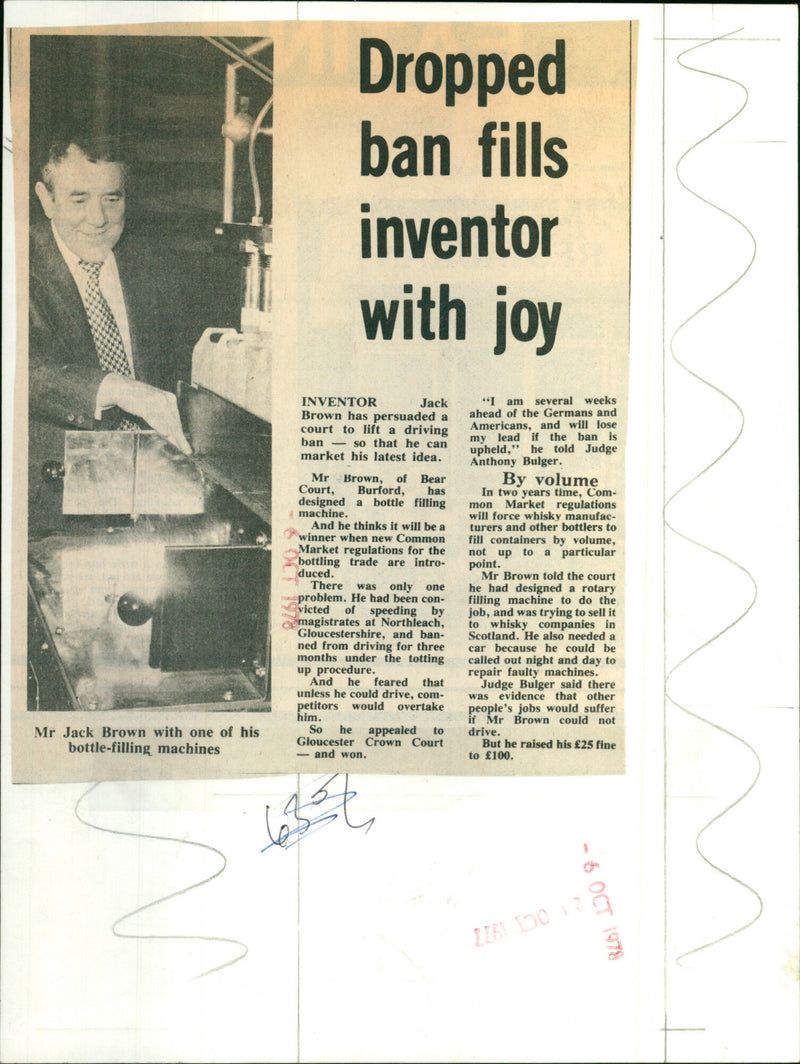 Dropped
ban fills
inventor
with joy
INVENTOR Jack
Brown has persuaded a
court to lift a driving
ban — so that he can
market his latest idea.
Mr Brown, of Bear
Court, Burford, has
designed a bottle filling
machine.
And he thinks it will be a
winner when new Common
Market regulations for the
bottling trade are intro-
duced.
There was only one
problem. He had been con-
victed of speeding by
magistrates at Northleach,
Gloucestershire, and ban-
ned from driving for three
months under the totting
up procedure.
And he feared that
unless he could drive, com-
petitors would overtake
him.
So he appealed to
Gloucester Crown Court
— and won.
"I am several weeks
ahead of the Germans and
Americans, and will lose
my lead if the ban is
upheld," he told Judge
Anthony Bulger.
By volume
In two years time, Com-
mon Market regulations
will force whisky manufac-
turers and other bottlers to
fill containers by volume,
not up to a particular
point.
Mr Brown told the court
he had designed a rotary
filling machine to do the
job, and was trying to sell it
to whisky companies in
Scotland. He also needed a
car because he could be
called out night and day to
repair faulty machines.
Judge Bulger said there
was evidence that other
people's jobs would suffer
if Mr Brown could not
drive.
But he raised his £25 fine
to £100.
Mr Jack Brown with one of his
bottle-filling machines
- 6 OCT 1978
- 6 OCT 1978
OCT 1977